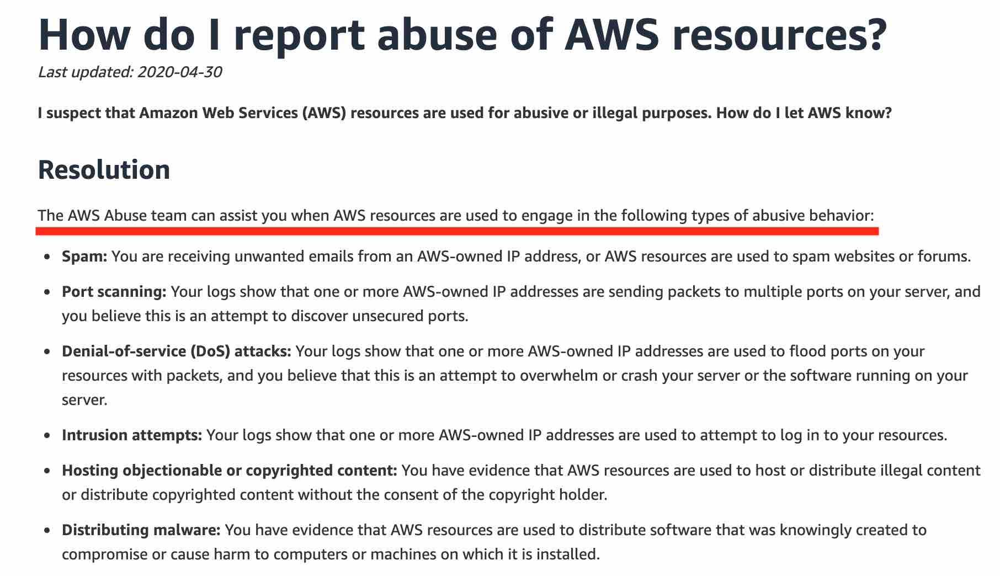 How do I report abuse of AWS resources?
Last updated: 2020-04-30
I suspect that Amazon Web Services (AWS) resources are used for abusive or illegal purposes. How do I let AWS know?
Resolution
The AWS Abuse team can assist you when AWS resources are used to engage in the following types of abusive behavior:
• Spam: You are receiving unwanted emails from an AWS-owned IP address, or AWS resources are used to spam websites or forums.
• Port scanning: Your logs show that one or more AWS-owned IP addresses are sending packets to multiple ports on your server, and
you believe this is an attempt to discover unsecured ports.
• Denial-of-service (DoS) attacks: Your logs show that one or more AWS-owned IP addresses are used to flood ports on your
resources with packets, and you believe that this is an attempt to overwhelm or crash your server or the software running on your
server.
• Intrusion attempts: Your logs show that one or more AWS-owned IP addresses are used to attempt to log in to your resources.
• Hosting objectionable or copyrighted content: You have evidence that AWS resources are used to host or distribute illegal content
or distribute copyrighted content without the consent of the copyright holder.
• Distributing malware: You have evidence that AWS resources are used to distribute software that was knowingly created to
compromise or cause harm to computers or machines on which it is installed.